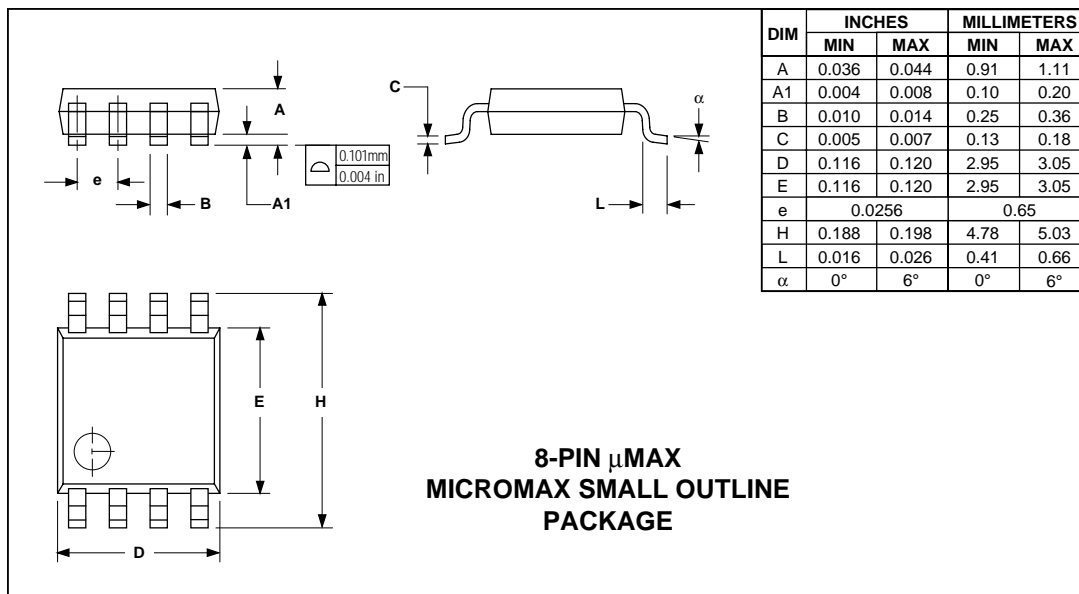 DIM INCHES MILLIMETERS
MIN MAX MIN MAX
A 0.036 0.044 0.91 1.11
A1 0.004 0.008 0.10 0.20
B 0.010 0.014 0.25 0.36
C 0.005 0.007 0.13 0.18
D 0.116 0.120 2.95 3.05
E 0.116 0.120 2.95 3.05
e 0.0256 0.65
H 0.188 0.198 4.78 5.03
L 0.016 0.026 0.41 0.66
α 0° 6° 0° 6°
A
C
α
0.101mm
0.004 in
e
B
A1
L
E
H
D
8-PIN µMAX
MICROMAX SMALL OUTLINE
PACKAGE